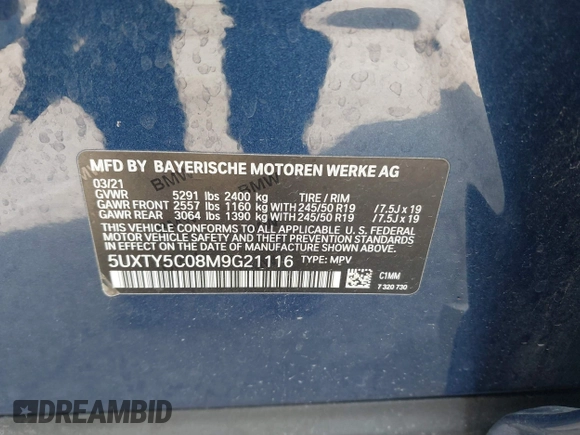 MFD BY BAYERISCHE MOTOREN WERKE AG
03/21
GVWR 5291 lbs 2400 kg TIRE / RIM
GAWR FRONT 2557 lbs 1160 kg WITH 245/50 R19 /7.5J x 19
GAWR REAR 3064 lbs 1390 kg WITH 245/50 R19 /7.5J x 19
THIS VEHICLE CONFORMS TO ALL APPLICABLE U. S. FEDERAL
MOTOR VEHICLE SAFETY, BUMPER, AND THEFT PREVENTION
STANDARDS IN EFFECT ON THE DATE OF MANUFACTURE SHOWN ABOVE.
5UXTY5C08M9G21116 TYPE: MPV
C1MM
7 320 730
BMW
BMW
DREAMBID